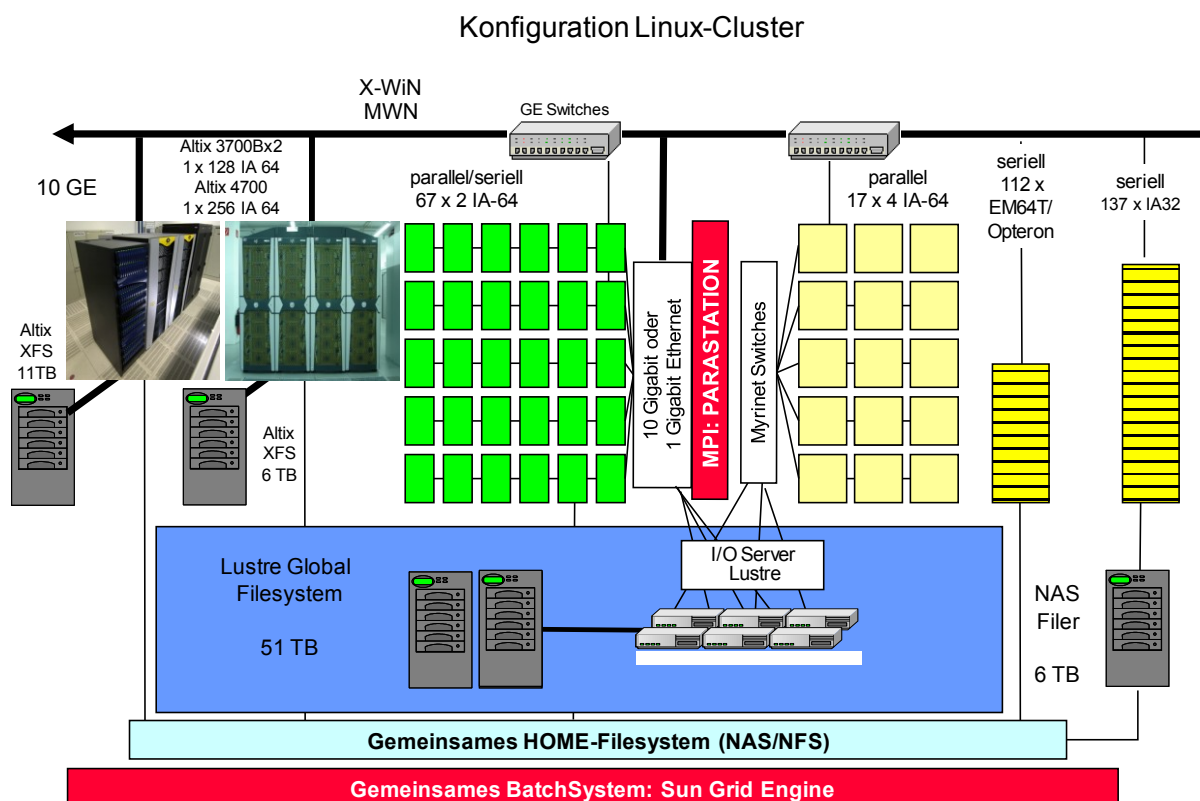 Konfiguration Linux-Cluster
X-WiN
MWN
GE Switches
10 GE
Altix 3700Bx2
1 x 128 IA 64
Altix 4700
1 x 256 IA 64
parallel/seriell
67 x 2 IA-64
parallel
17 x 4 IA-64
seriell
112 x
EM64T/
Opteron
seriell
137 x IA32
Altix
XFS
11TB
Altix
XFS
6 TB
10 Gigabit oder
1 Gigabit Ethernet
MPI: PARASTATION
Myrinet Switches
Lustre Global
Filesystem
51 TB
I/O Server
Lustre
NAS
Filer
6 TB
Gemeinsames HOME-Filesystem (NAS/NFS)
Gemeinsames BatchSystem: Sun Grid Engine